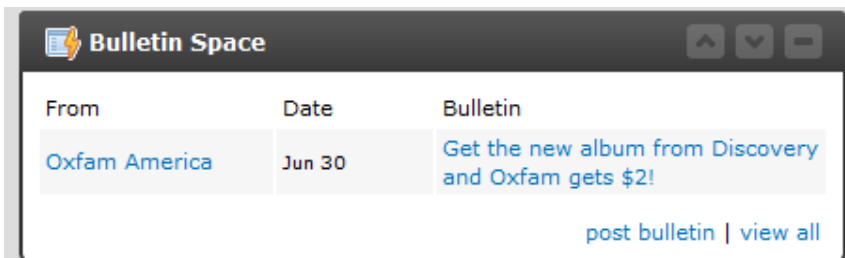 Bulletin Space
From Date Bulletin
Oxfam America Jun 30 Get the new album from Discovery
and Oxfam gets $2!
post bulletin | view all